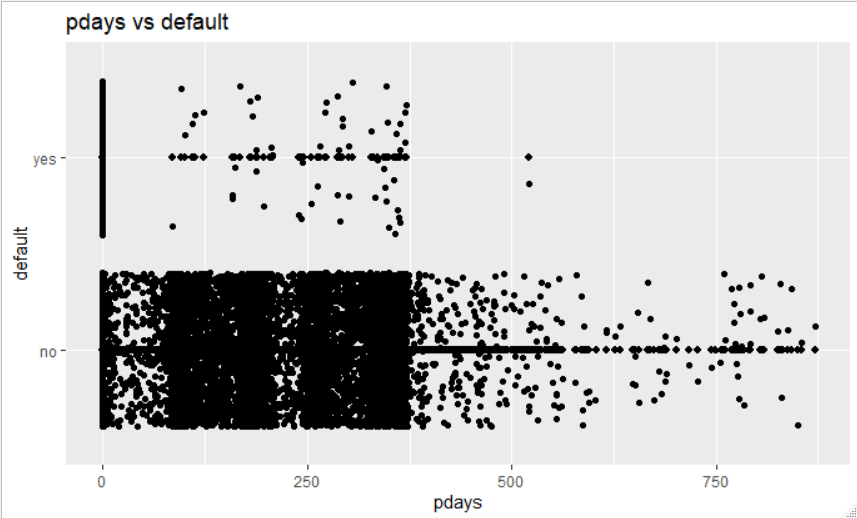 pdays vs default
yes
default
no
0
250
500
750
pdays